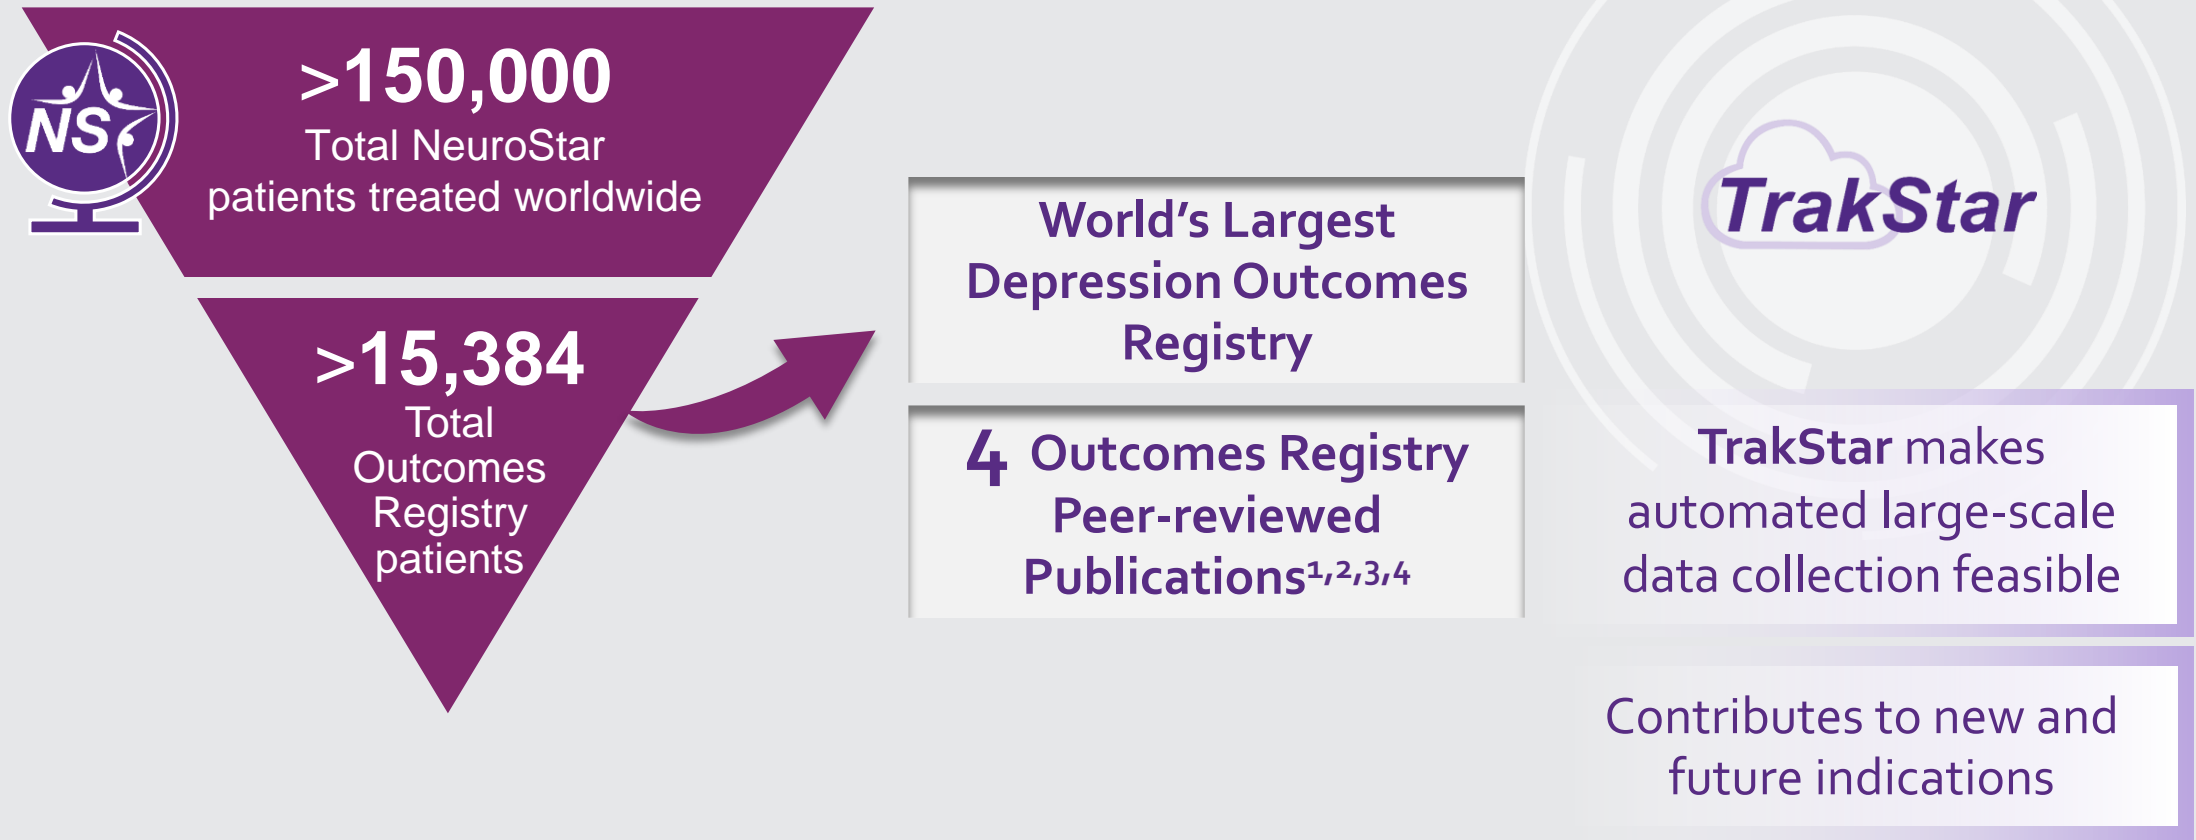 NS
>150,000
Total NeuroStar
patients treated worldwide
>15,384
Total
Outcomes
Registry
patients
World’s Largest
Depression Outcomes
Registry
4 Outcomes Registry
Peer-reviewed
Publications¹,²,³,⁴
TrakStar
TrakStar makes
automated large-scale
data collection feasible
Contributes to new and
future indications